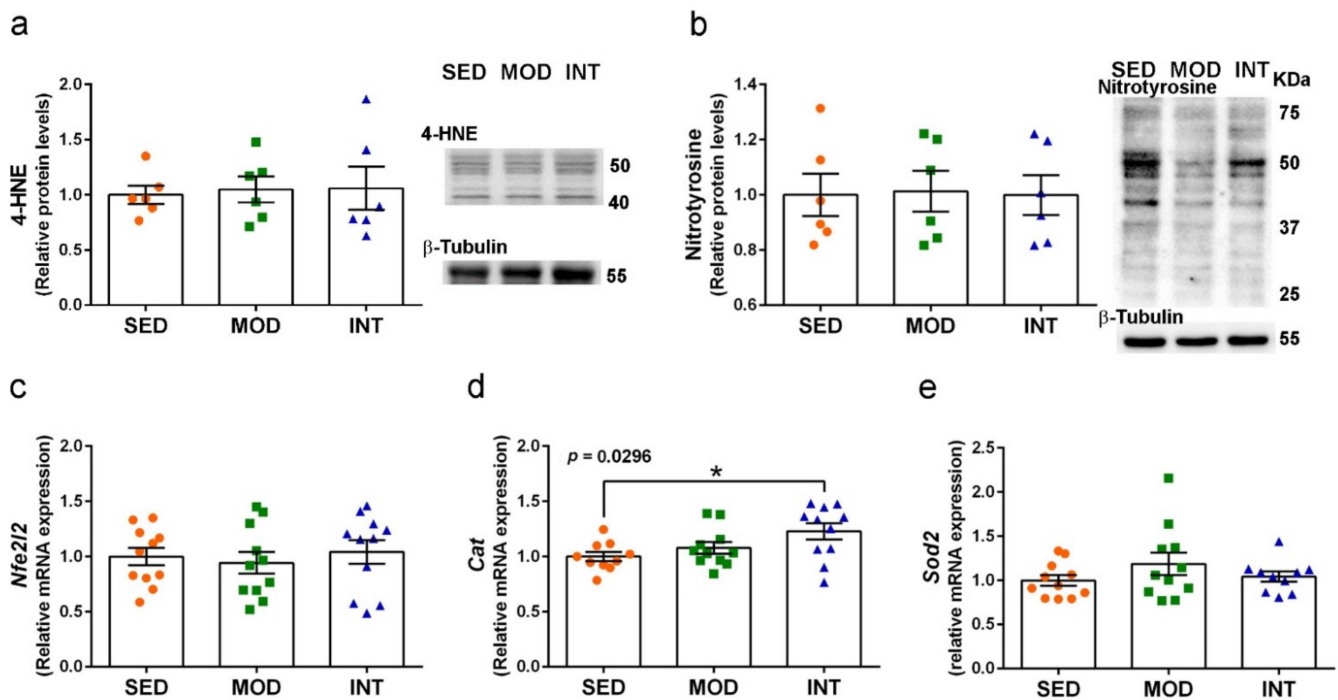 a
4-HNE
(Relative protein levels)
2.0
1.5
1.0
0.5
0.0
SED MOD INT
SED MOD INT
4-HNE
50
40
β-Tubulin
55
b
Nitrotyrosine
(Relative protein levels)
1.4
1.2
1.0
0.8
0.6
SED MOD INT
SED MOD INT KDa
Nitrotyrosine
75
50
37
25
β-Tubulin
55
c
Nfe2l2
(Relative mRNA expression)
2.0
1.5
1.0
0.5
0.0
SED MOD INT
d
Cat
(Relative mRNA expression)
2.0
1.5
1.0
0.5
0.0
p = 0.0296
*
SED MOD INT
e
Sod2
(relative mRNA expression)
2.5
2.0
1.5
1.0
0.5
0.0
SED MOD INT